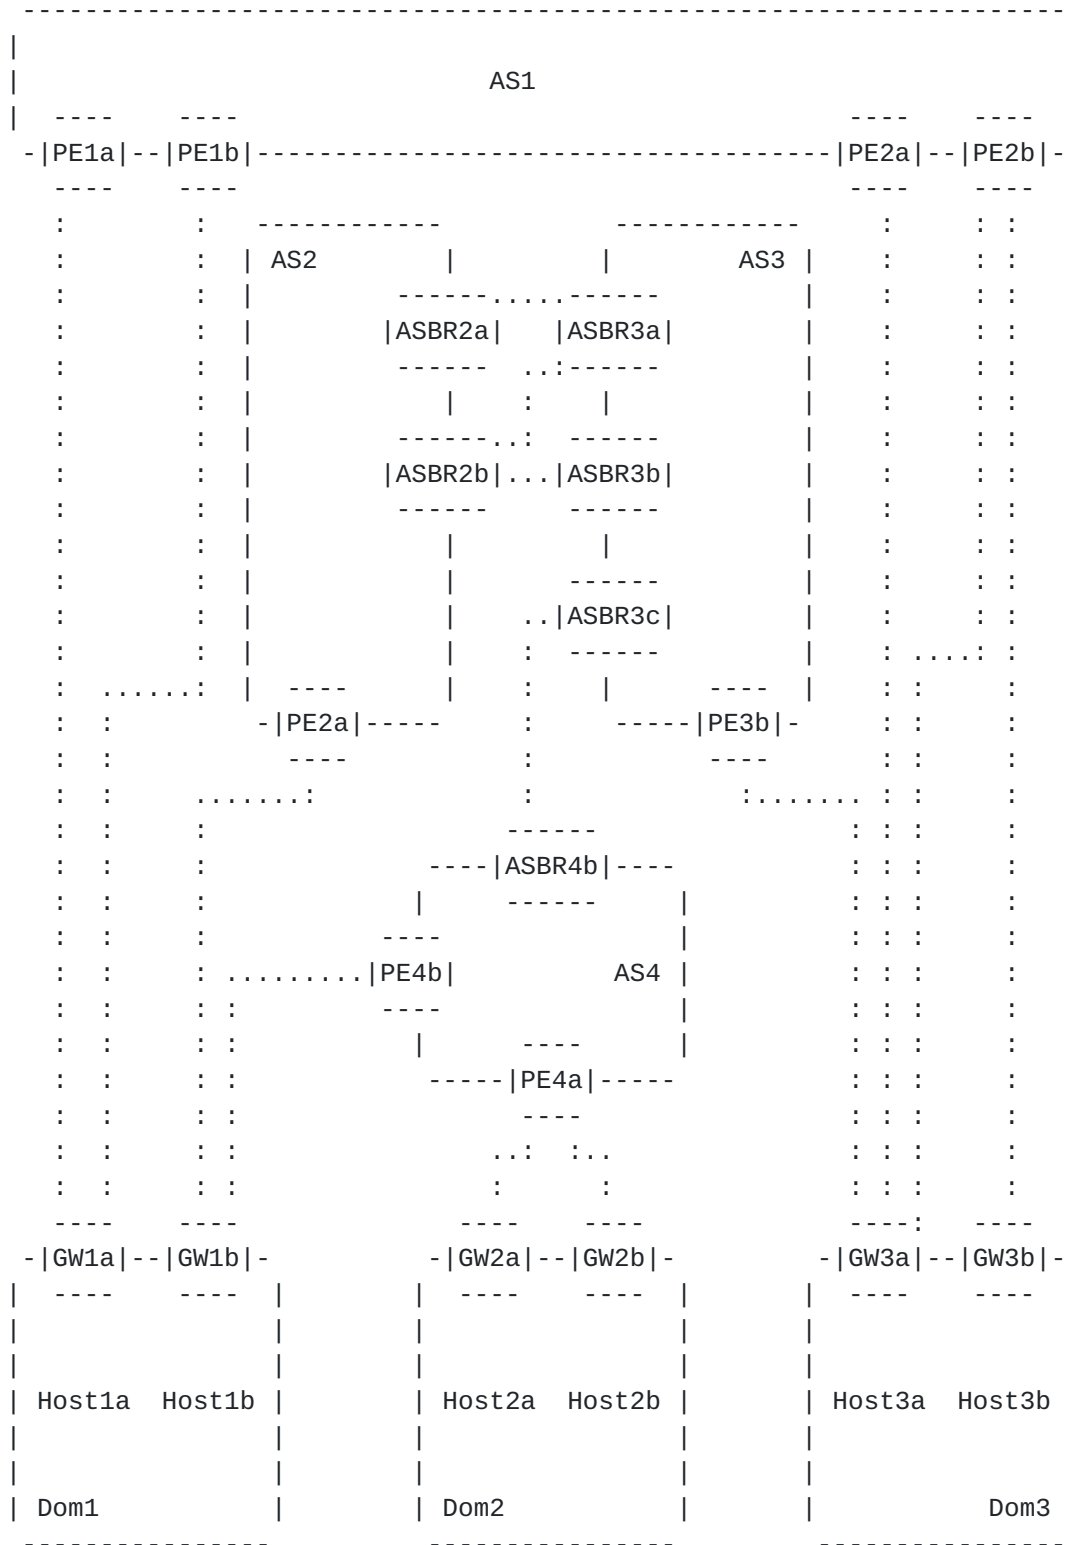 AS1
PE1a PE1b PE2a PE2b
AS2 AS3
ASBR2a ASBR3a
ASBR2b ASBR3b
ASBR3c
PE2a PE3b
ASBR4b
PE4b AS4
PE4a
GW1a GW1b GW2a GW2b GW3a GW3b
Host1a Host1b Host2a Host2b Host3a Host3b
Dom1 Dom2 Dom3